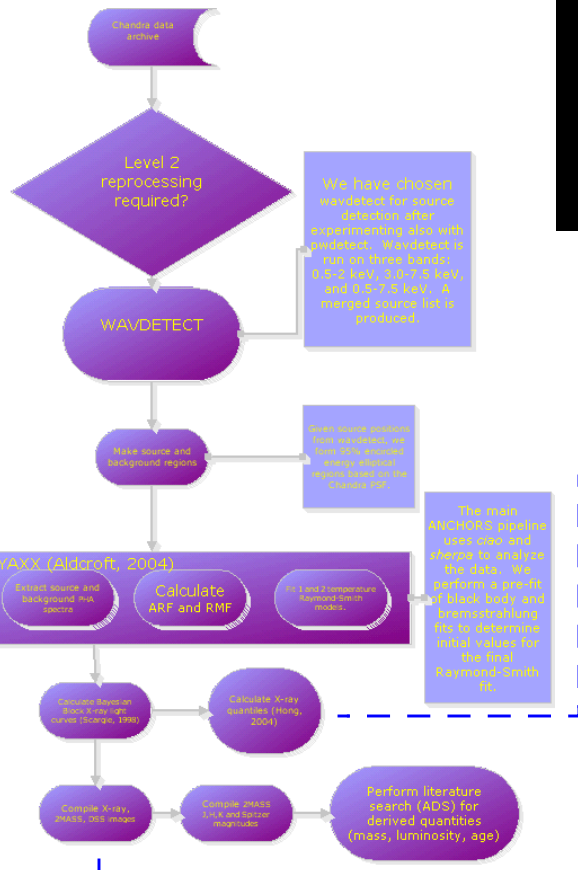 Chandra data
archive
Level 2
reprocessing
required?
We have chosen
wavdetect for source
detection after
experimenting also with
pwdetect. Wavdetect is
run on three bands:
0.5-2 keV, 3.0-7.5 keV,
and 0.5-7.5 keV. A
merged source list is
produced.
WAVDETECT
Make source and
background regions
Given source positions
from wavdetect, we
form 95% encircled
energy elliptical
regions based on the
Chandra PSF.
YAXX (Aldcroft, 2004)
Extract source and
background PHA
spectra
Calculate
ARF and RMF
Fit 1 and 2 temperature
Raymond-Smith
models.
The main
ANCHORS pipeline
uses ciao and
sherpa to analyze
the data. We
perform a pre-fit
of black body and
bremsstrahlung
fits to determine
initial values for
the final
Raymond-Smith
fit.
Calculate Bayesian
Block X-ray light
curves (Scargle, 1998)
Calculate X-ray
quantiles (Hong,
2004)
Compile X-ray,
2MASS, DSS images
Compile 2MASS
J,H,K and Spitzer
magnitudes
Perform literature
search (ADS) for
derived quantities
(mass, luminosity, age)